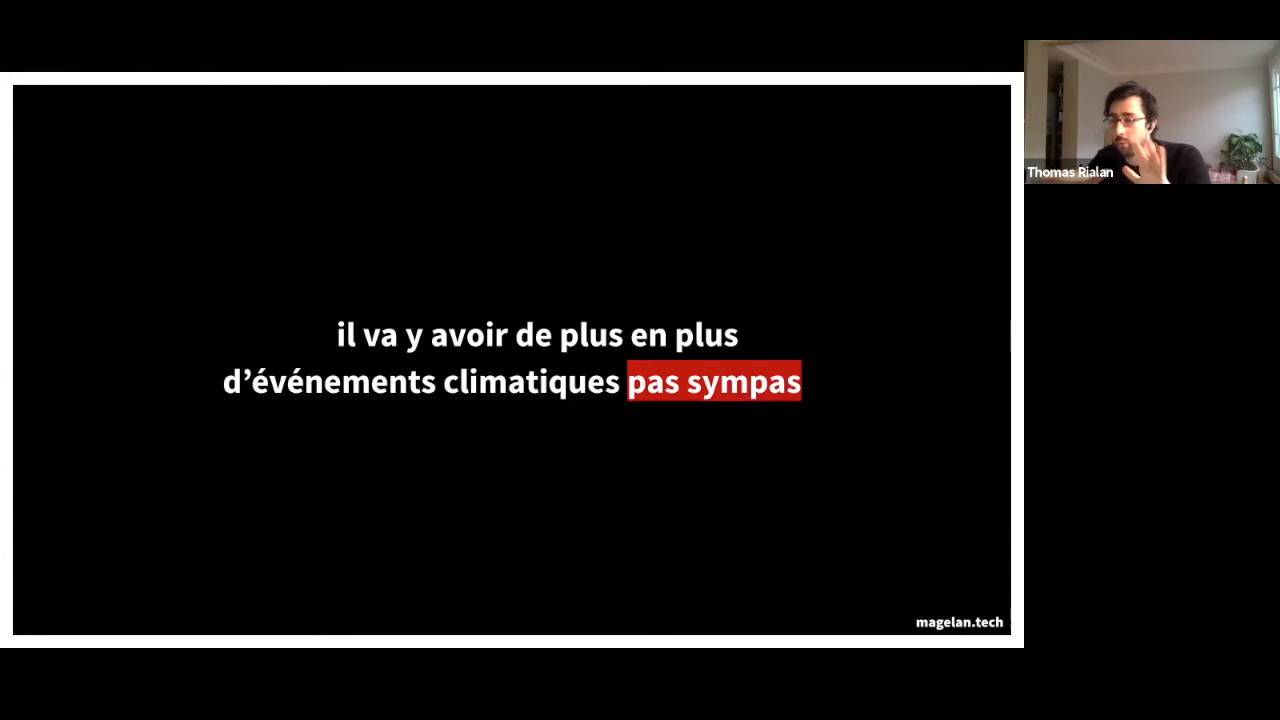 il va y avoir de plus en plus
d’événements climatiques pas sympas
magelan.tech
Thomas Rialan